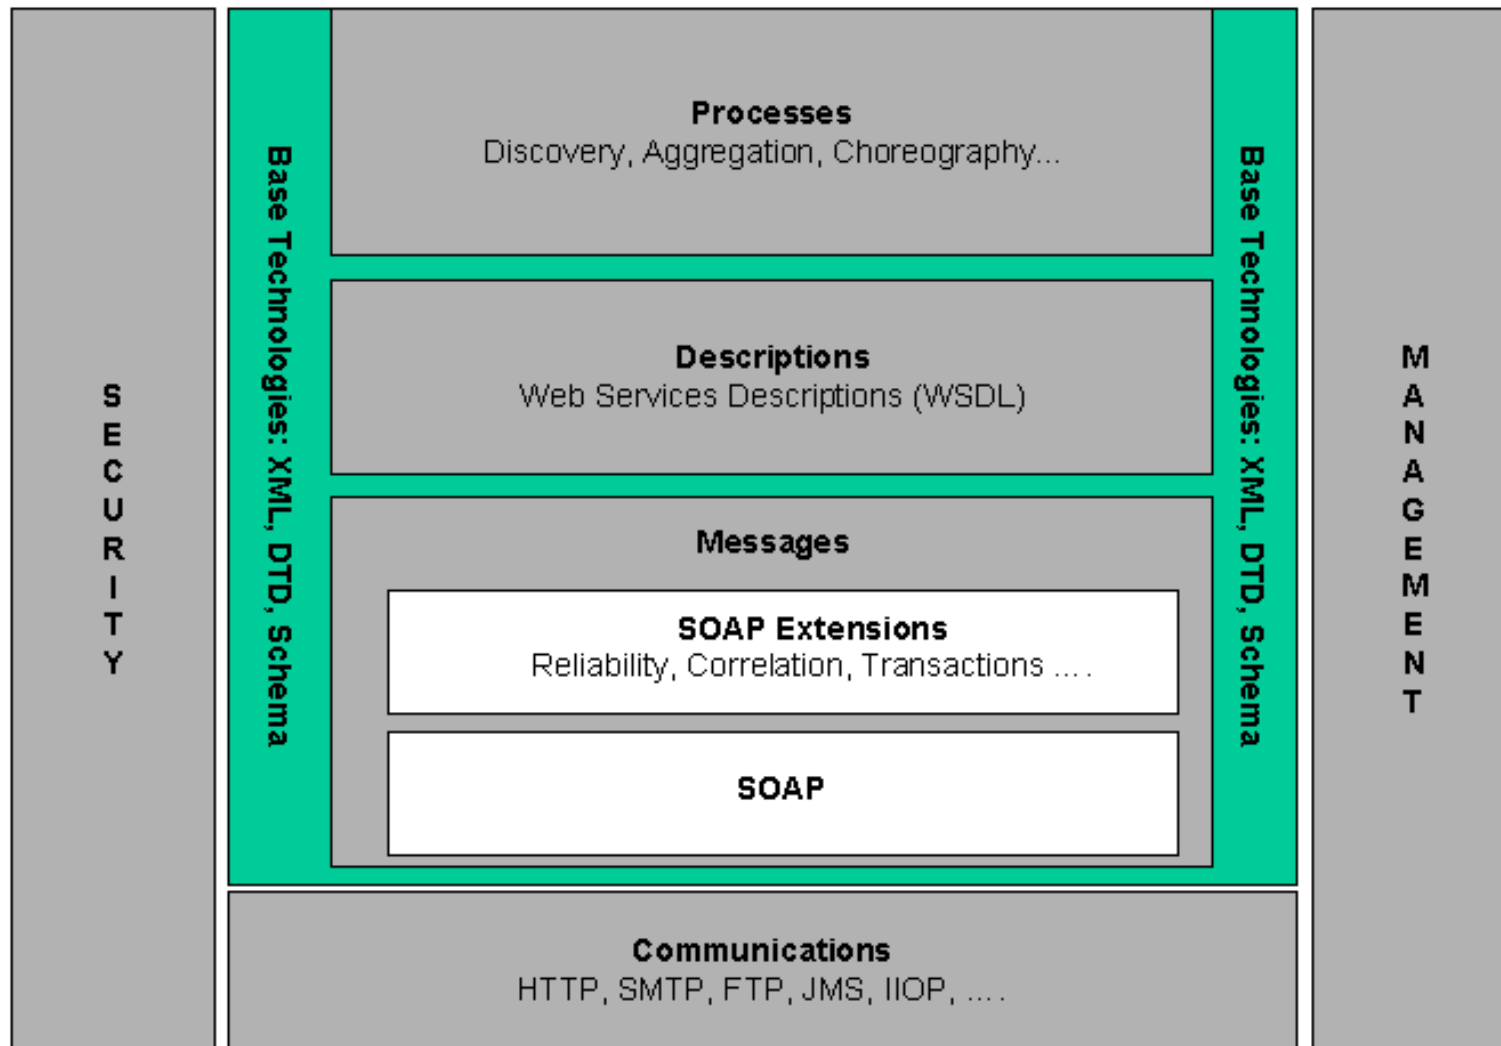 SECURITY
Base Technologies: XML, DTD, Schema
Processes
Discovery, Aggregation, Choreography...
Descriptions
Web Services Descriptions (WSDL)
Messages
SOAP Extensions
Reliability, Correlation, Transactions ....
SOAP
Base Technologies: XML, DTD, Schema
MANAGEMENT
Communications
HTTP, SMTP, FTP, JMS, IIOP, ....